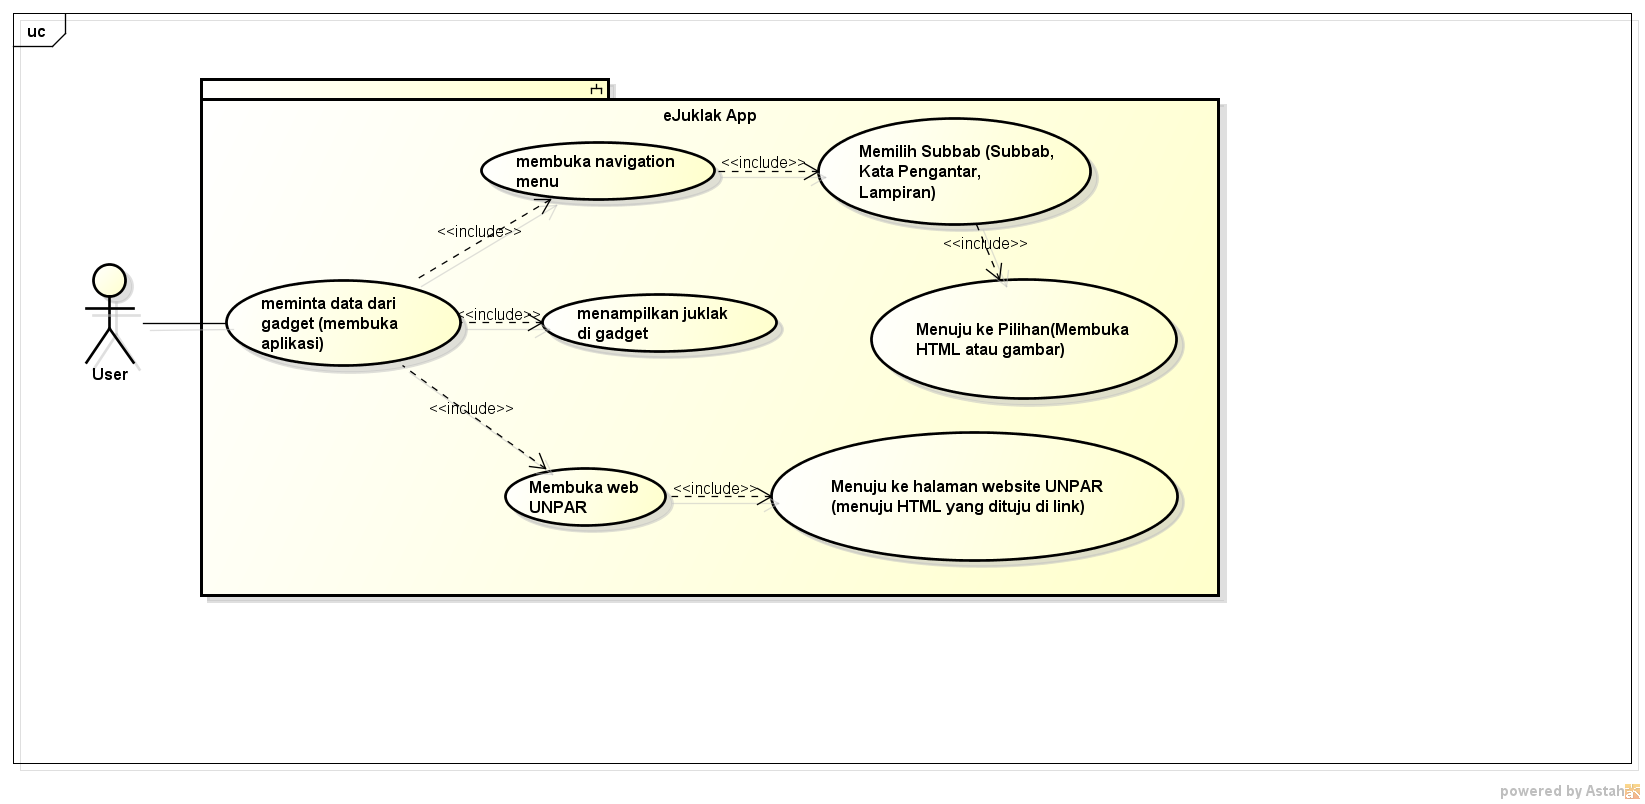 uc
eJuklak App
membuka navigation
menu
<<include>>
Memilih Subbab (Subbab,
Kata Pengantar,
Lampiran)
<<include>>
<<include>>
User
meminta data dari
gadget (membuka
aplikasi)
<<include>>
menampilkan juklak
di gadget
Menuju ke Pilihan(Membuka
HTML atau gambar)
<<include>>
Membuka web
UNPAR
<<include>>
Menuju ke halaman website UNPAR
(menuju HTML yang dituju di link)
powered by Astah